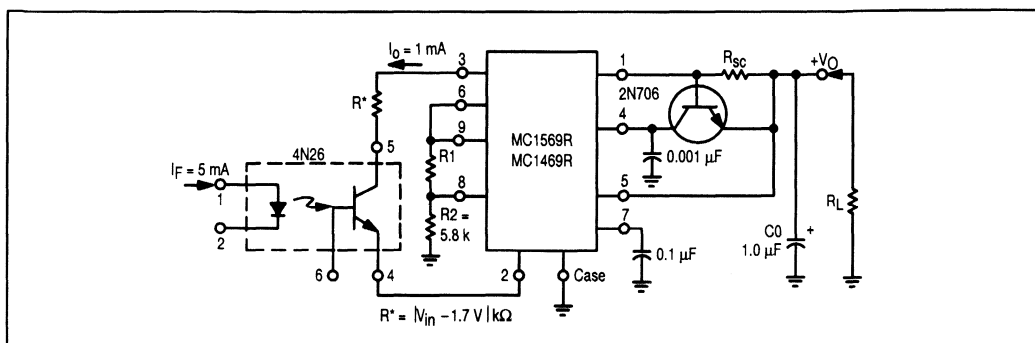 I₀ = 1 mA
3
1
R_SC
+V_O
6
2N706
R*
9
4
MC1569R
MC1469R
4N26
5
R1
0.001 µF
I_F = 5 mA
1
8
5
R_L
R2 =
5.8 k
7
C0
1.0 µF
+
2
0.1 µF
6
4
2
Case
R* = |V_in – 1.7 V| kΩ